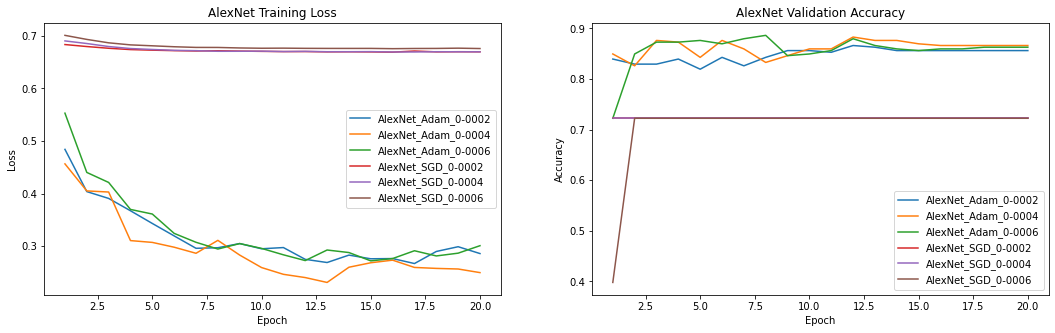 AlexNet Training Loss
0.7
0.6
0.5
0.4
0.3
Loss
AlexNet_Adam_0-0002
AlexNet_Adam_0-0004
AlexNet_Adam_0-0006
AlexNet_SGD_0-0002
AlexNet_SGD_0-0004
AlexNet_SGD_0-0006
2.5 5.0 7.5 10.0 12.5 15.0 17.5 20.0
Epoch
AlexNet Validation Accuracy
0.9
0.8
0.7
0.6
0.5
0.4
Accuracy
AlexNet_Adam_0-0002
AlexNet_Adam_0-0004
AlexNet_Adam_0-0006
AlexNet_SGD_0-0002
AlexNet_SGD_0-0004
AlexNet_SGD_0-0006
2.5 5.0 7.5 10.0 12.5 15.0 17.5 20.0
Epoch